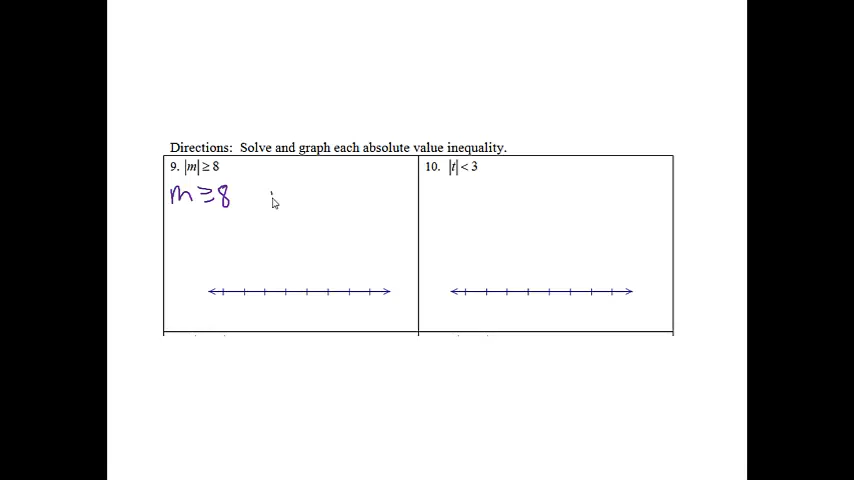 Directions: Solve and graph each absolute value inequality.
9. |m| ≥ 8
m ≥ 8
10. |t| < 3